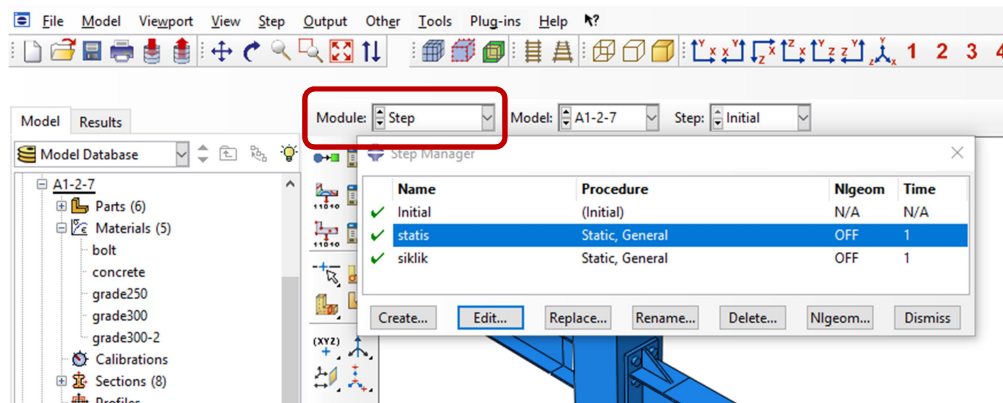 File Model Viewport View Step Output Other Tools Plug-ins Help
1 2 3 4
Model Results
Module: Step Model: A1-2-7 Step: Initial
Model Database
Step Manager
Name Procedure Nlgeom Time
Initial (Initial) N/A N/A
statis Static, General OFF 1
siklik Static, General OFF 1
Create... Edit... Replace... Rename... Delete... Nlgeom... Dismiss
A1-2-7
Parts (6)
Materials (5)
bolt
concrete
grade250
grade300
grade300-2
Calibrations
Sections (8)
Profiles
(XYZ)